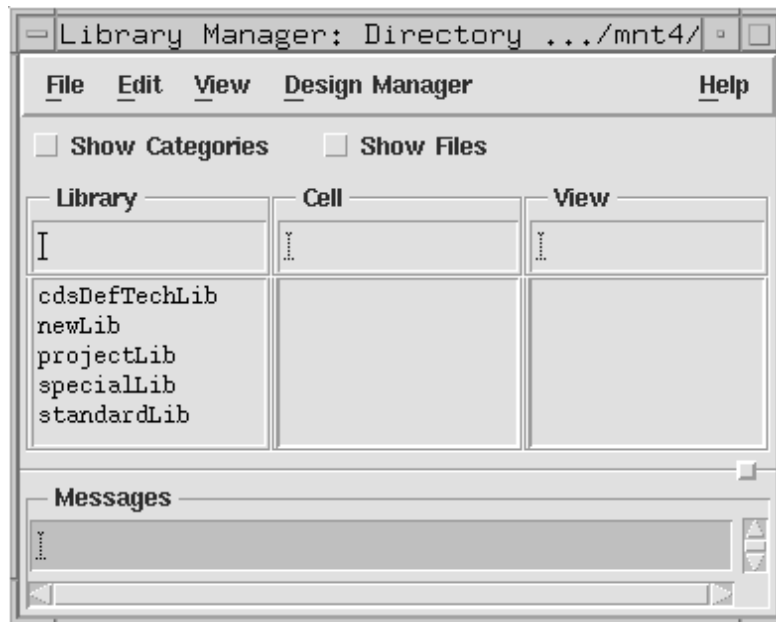 Library Manager: Directory .../mnt4/
File Edit View Design Manager Help
Show Categories Show Files
Library Cell View
cdsDefTechLib
newLib
projectLib
specialLib
standardLib
Messages